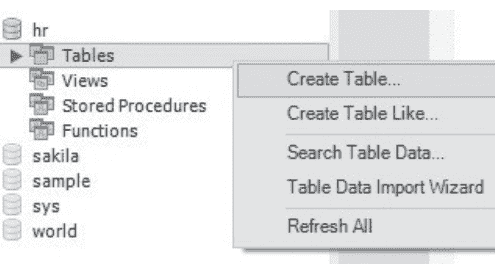 hr
Tables
Views
Stored Procedures
Functions
sakila
sample
sys
world
Create Table...
Create Table Like...
Search Table Data...
Table Data Import Wizard
Refresh All